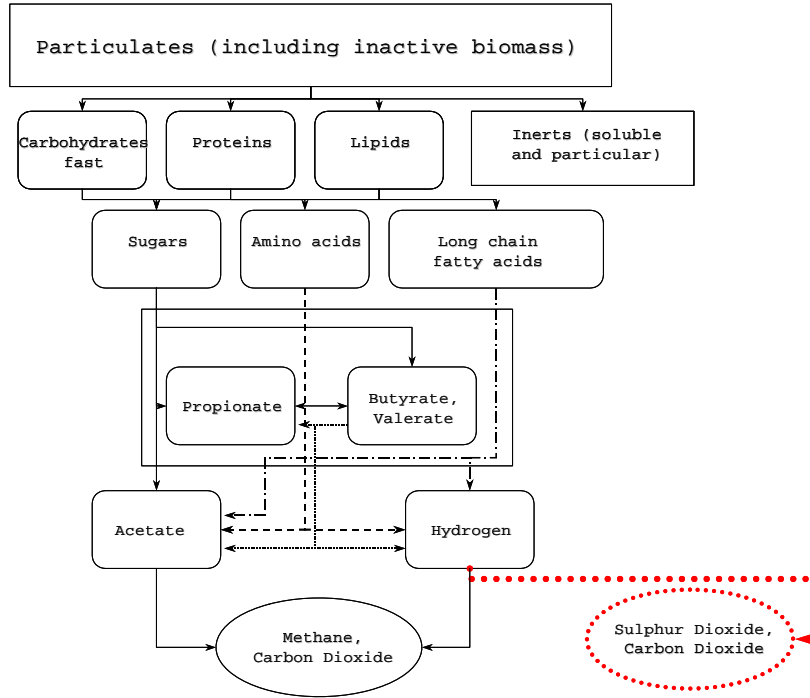 Particulates (including inactive biomass)
Carbohydrates
fast
Proteins
Lipids
Inerts (soluble
and particular)
Sugars
Amino acids
Long chain
fatty acids
Propionate
Butyrate,
Valerate
Acetate
Hydrogen
Methane,
Carbon Dioxide
Sulphur Dioxide,
Carbon Dioxide